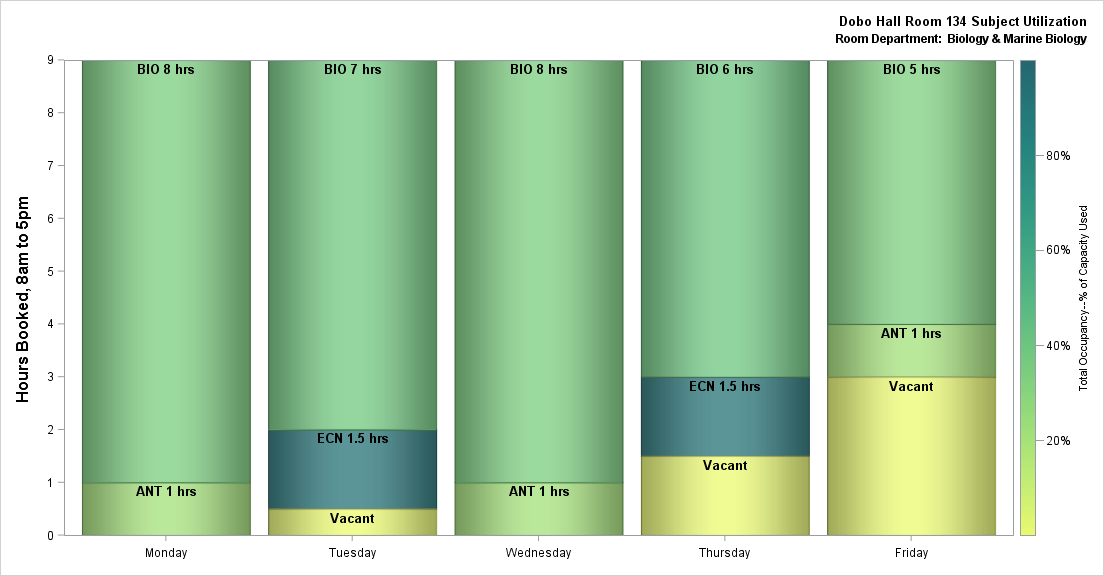 Dobo Hall Room 134 Subject Utilization
Room Department: Biology & Marine Biology
Hours Booked, 8am to 5pm
9
8
7
6
5
4
3
2
1
0
BIO 8 hrs
ANT 1 hrs
BIO 7 hrs
ECN 1.5 hrs
Vacant
BIO 8 hrs
ANT 1 hrs
BIO 6 hrs
ECN 1.5 hrs
Vacant
BIO 5 hrs
ANT 1 hrs
Vacant
Monday
Tuesday
Wednesday
Thursday
Friday
80%
60%
40%
20%
Total Occupancy--% of Capacity Used